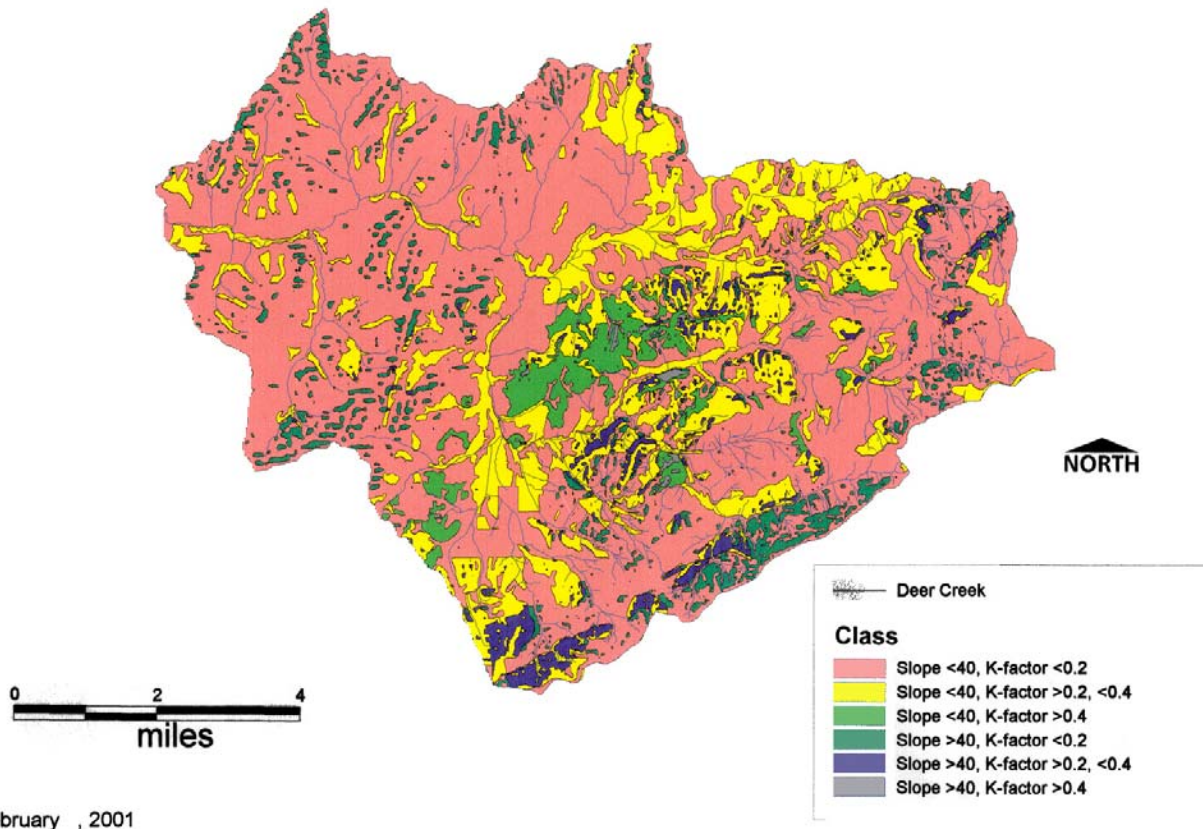 NORTH
0 2 4
miles
Deer Creek
Class
Slope <40, K-factor <0.2
Slope <40, K-factor >0.2, <0.4
Slope <40, K-factor >0.4
Slope >40, K-factor <0.2
Slope >40, K-factor >0.2, <0.4
Slope >40, K-factor >0.4
bruary , 2001